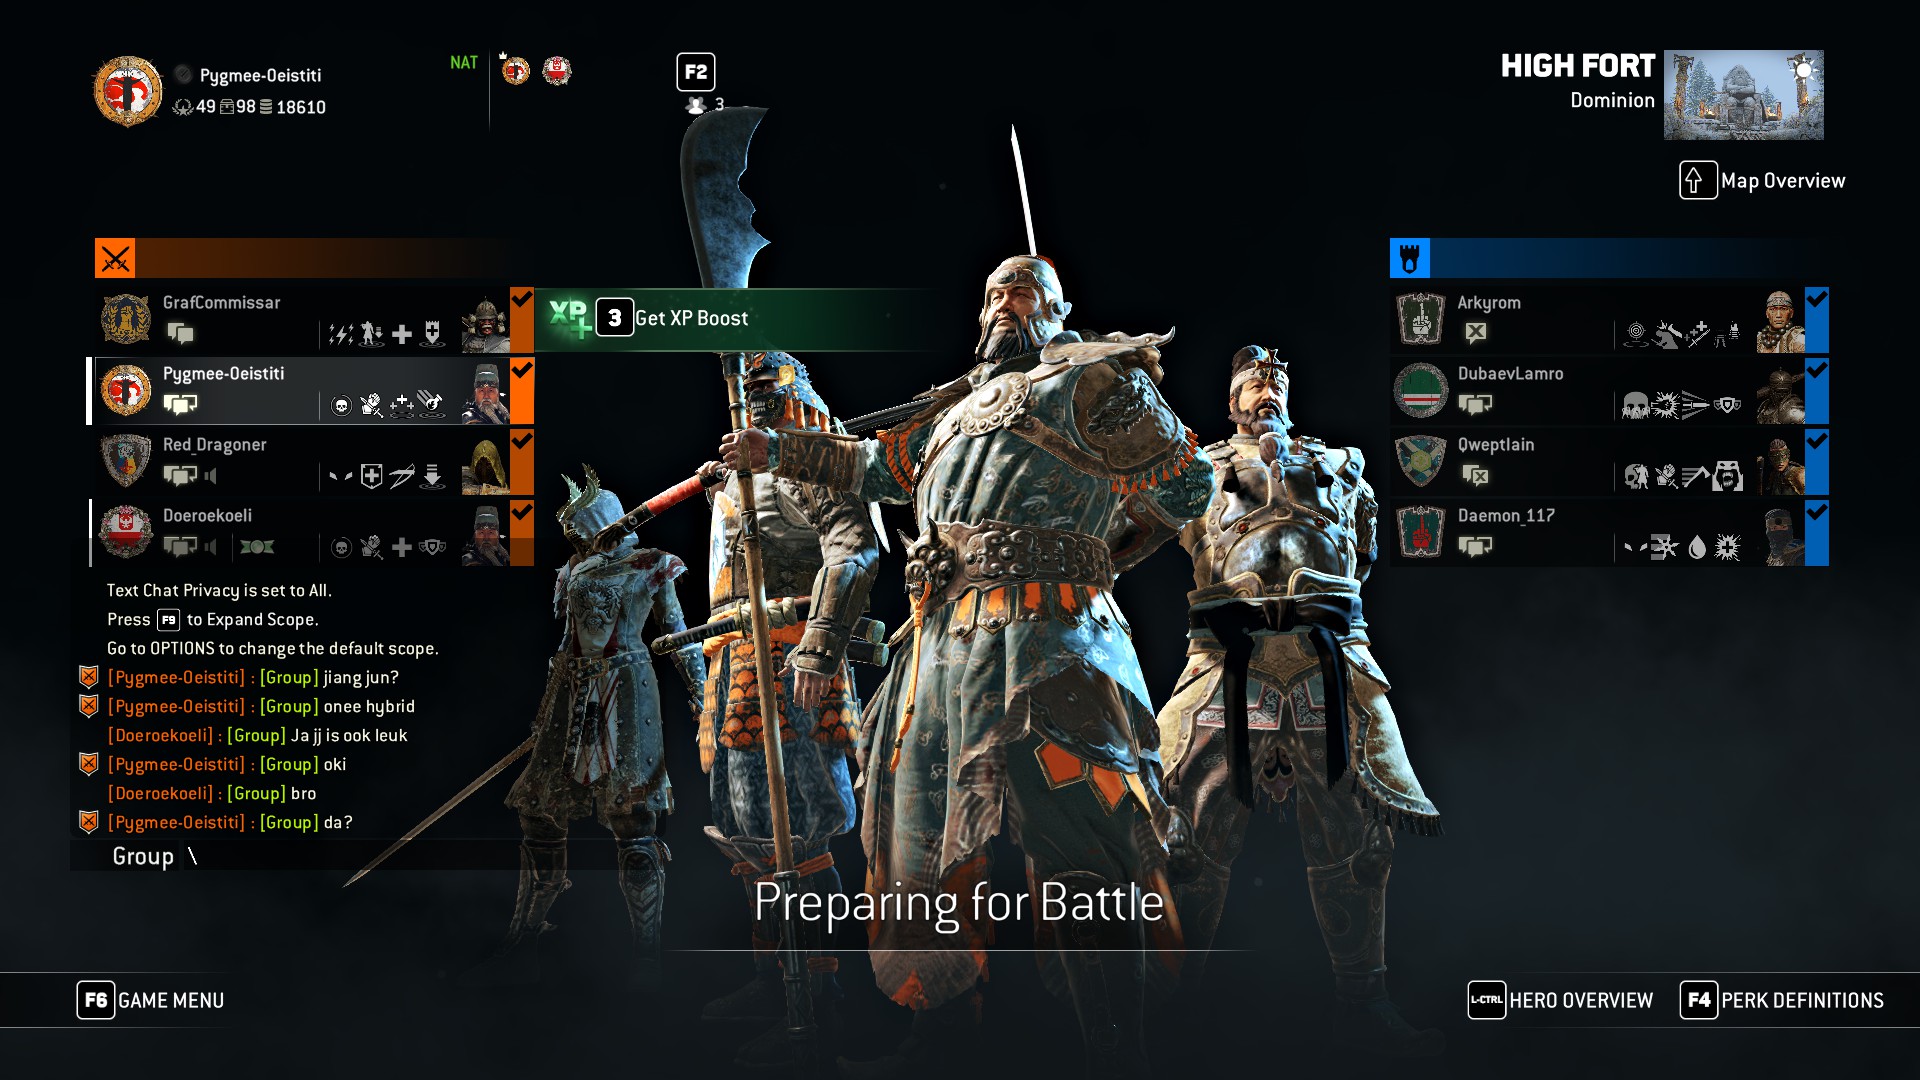 Pygmee-Oeistiti
49 98 18610
NAT
F2
3
HIGH FORT
Dominion
Map Overview
GrafCommissar
XP+ 3 Get XP Boost
Pygmee-Oeistiti
Red_Dragoner
Doeroekoeli
Arkyrom
DubaevLamro
Qweptlain
Daemon_117
Text Chat Privacy is set to All.
Press F9 to Expand Scope.
Go to OPTIONS to change the default scope.
[Pygmee-Oeistiti] : [Group] jiang jun?
[Pygmee-Oeistiti] : [Group] onee hybrid
[Doeroekoeli] : [Group] Ja jj is ook leuk
[Pygmee-Oeistiti] : [Group] oki
[Doeroekoeli] : [Group] bro
[Pygmee-Oeistiti] : [Group] da?
Group \
Preparing for Battle
F6 GAME MENU
L-CTRL HERO OVERVIEW F4 PERK DEFINITIONS